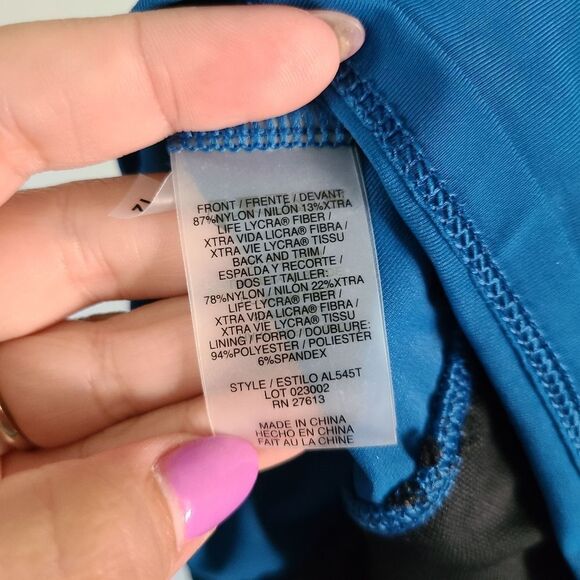 FRONT / FRENTE / DEVANT
87%NYLON / NILÓN 13%XTRA
LIFE LYCRA® FIBER /
XTRA VIDA LICRA® FIBRA /
XTRA VIE LYCRA® TISSU
BACK AND TRIM /
ESPALDA Y RECORTE /
DOS ET TAILLER:
78%NYLON / NILÓN 22%XTRA
LIFE LYCRA® FIBER /
XTRA VIDA LICRA® FIBRA /
XTRA VIE LYCRA® TISSU
LINING / FORRO / DOUBLURE:
94%POLYESTER / POLIESTER
6%SPANDEX
STYLE / ESTILO AL545T
LOT 023002
RN 27613
MADE IN CHINA
HECHO EN CHINA
FAIT AU LA CHINE